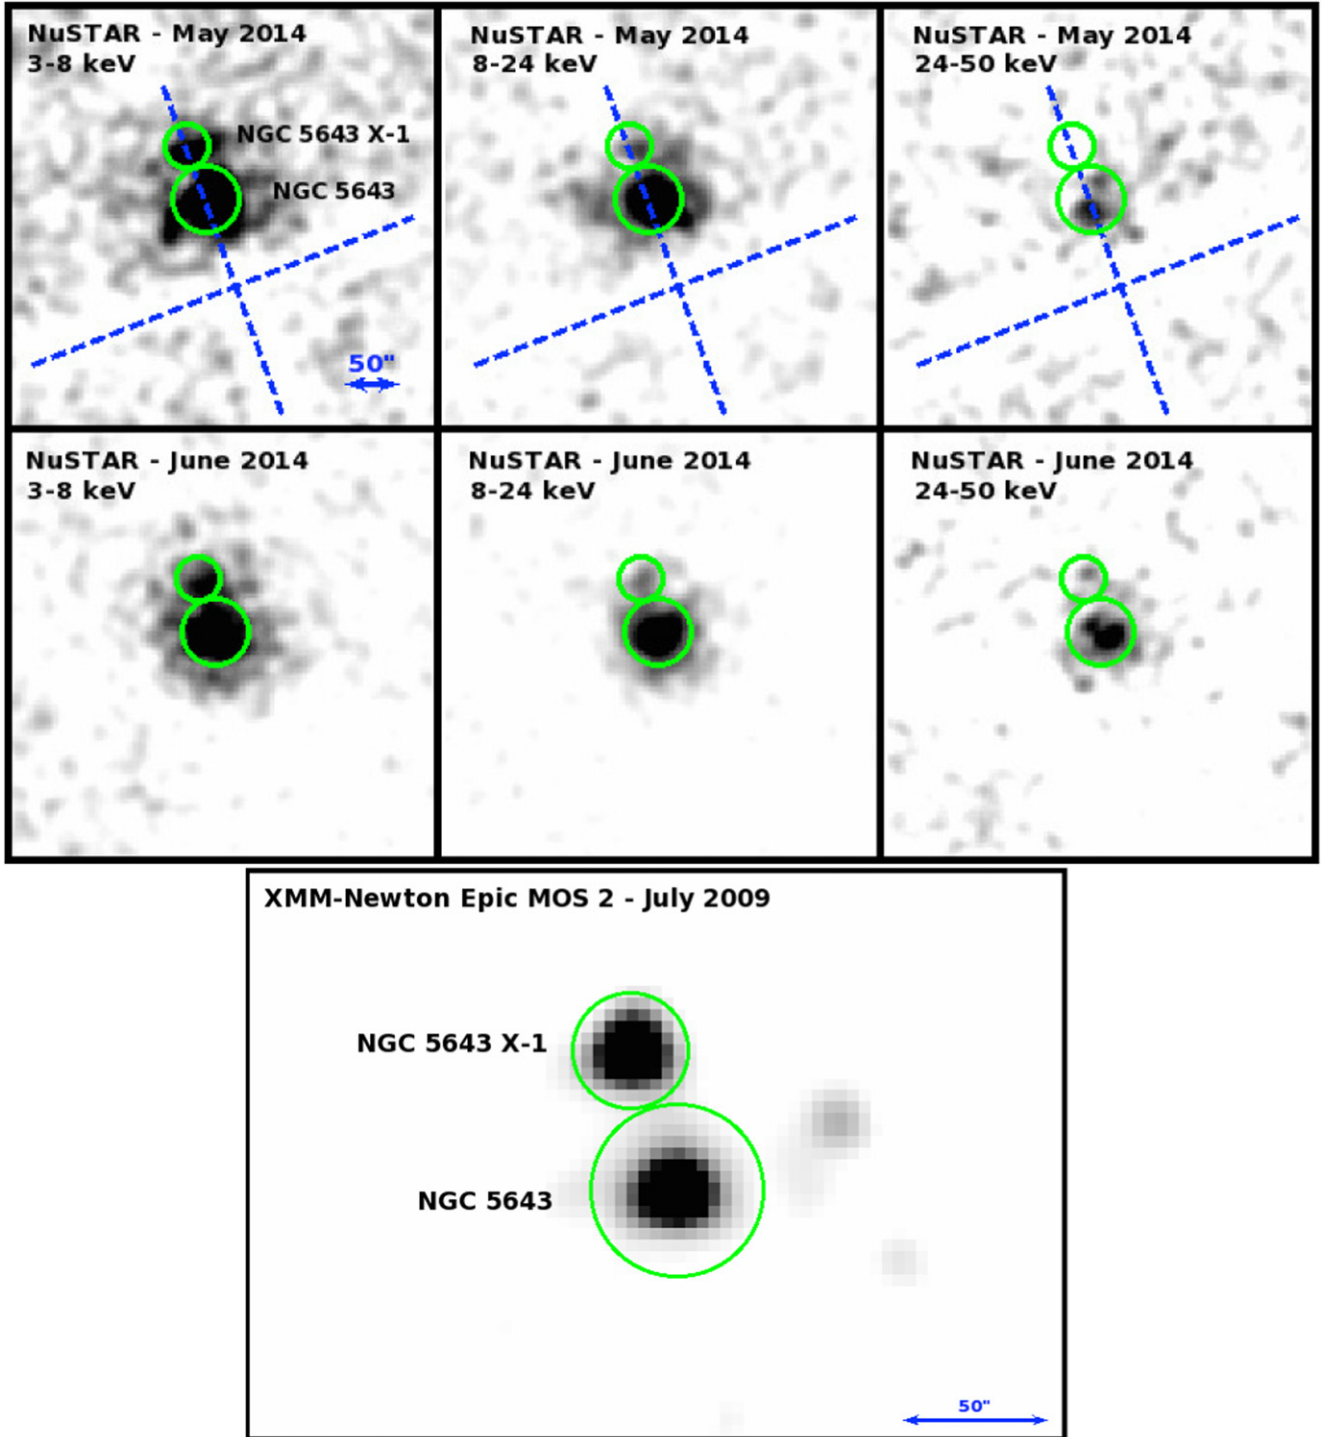 NuSTAR - May 2014
3-8 keV
NGC 5643 X-1
NGC 5643
50"
NuSTAR - May 2014
8-24 keV
NuSTAR - May 2014
24-50 keV
NuSTAR - June 2014
3-8 keV
NuSTAR - June 2014
8-24 keV
NuSTAR - June 2014
24-50 keV
XMM-Newton Epic MOS 2 - July 2009
NGC 5643 X-1
NGC 5643
50"